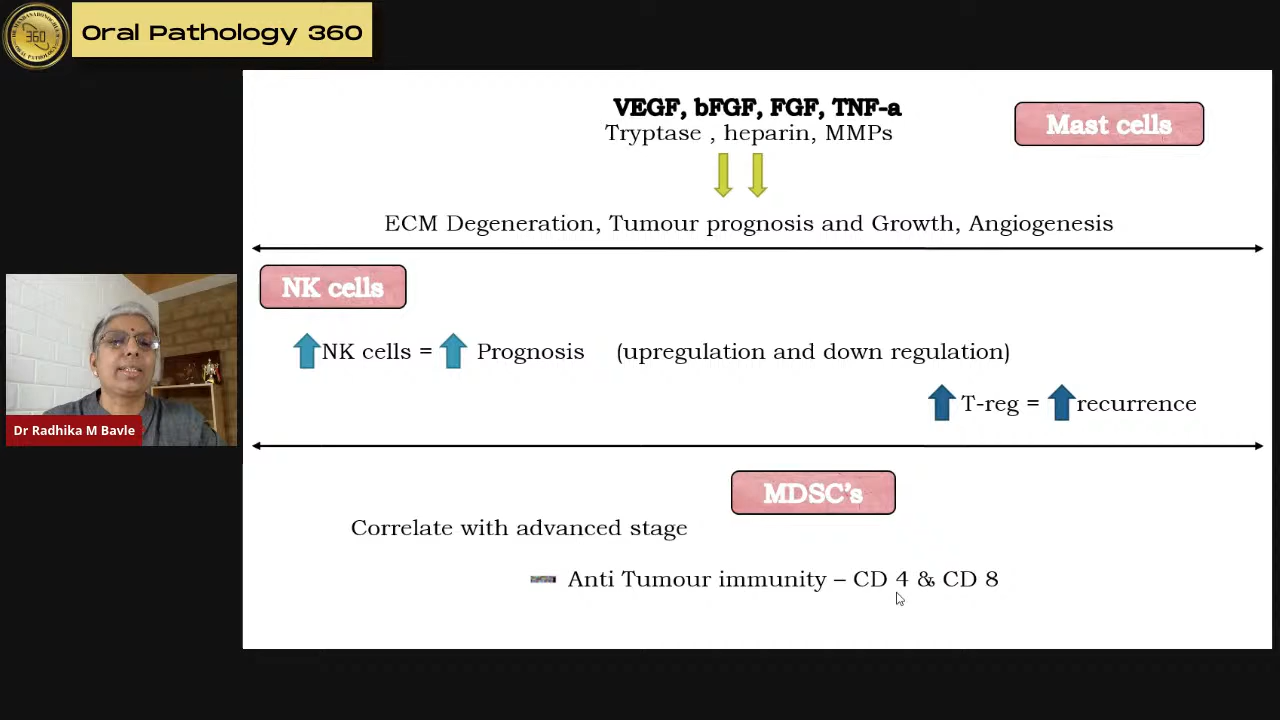 360
Oral Pathology 360
VEGF, bFGF, FGF, TNF-a
Tryptase , heparin, MMPs
Mast cells
ECM Degeneration, Tumour prognosis and Growth, Angiogenesis
NK cells
NK cells = Prognosis (upregulation and down regulation)
T-reg = recurrence
Dr Radhika M Bavle
MDSC's
Correlate with advanced stage
Anti Tumour immunity – CD 4 & CD 8